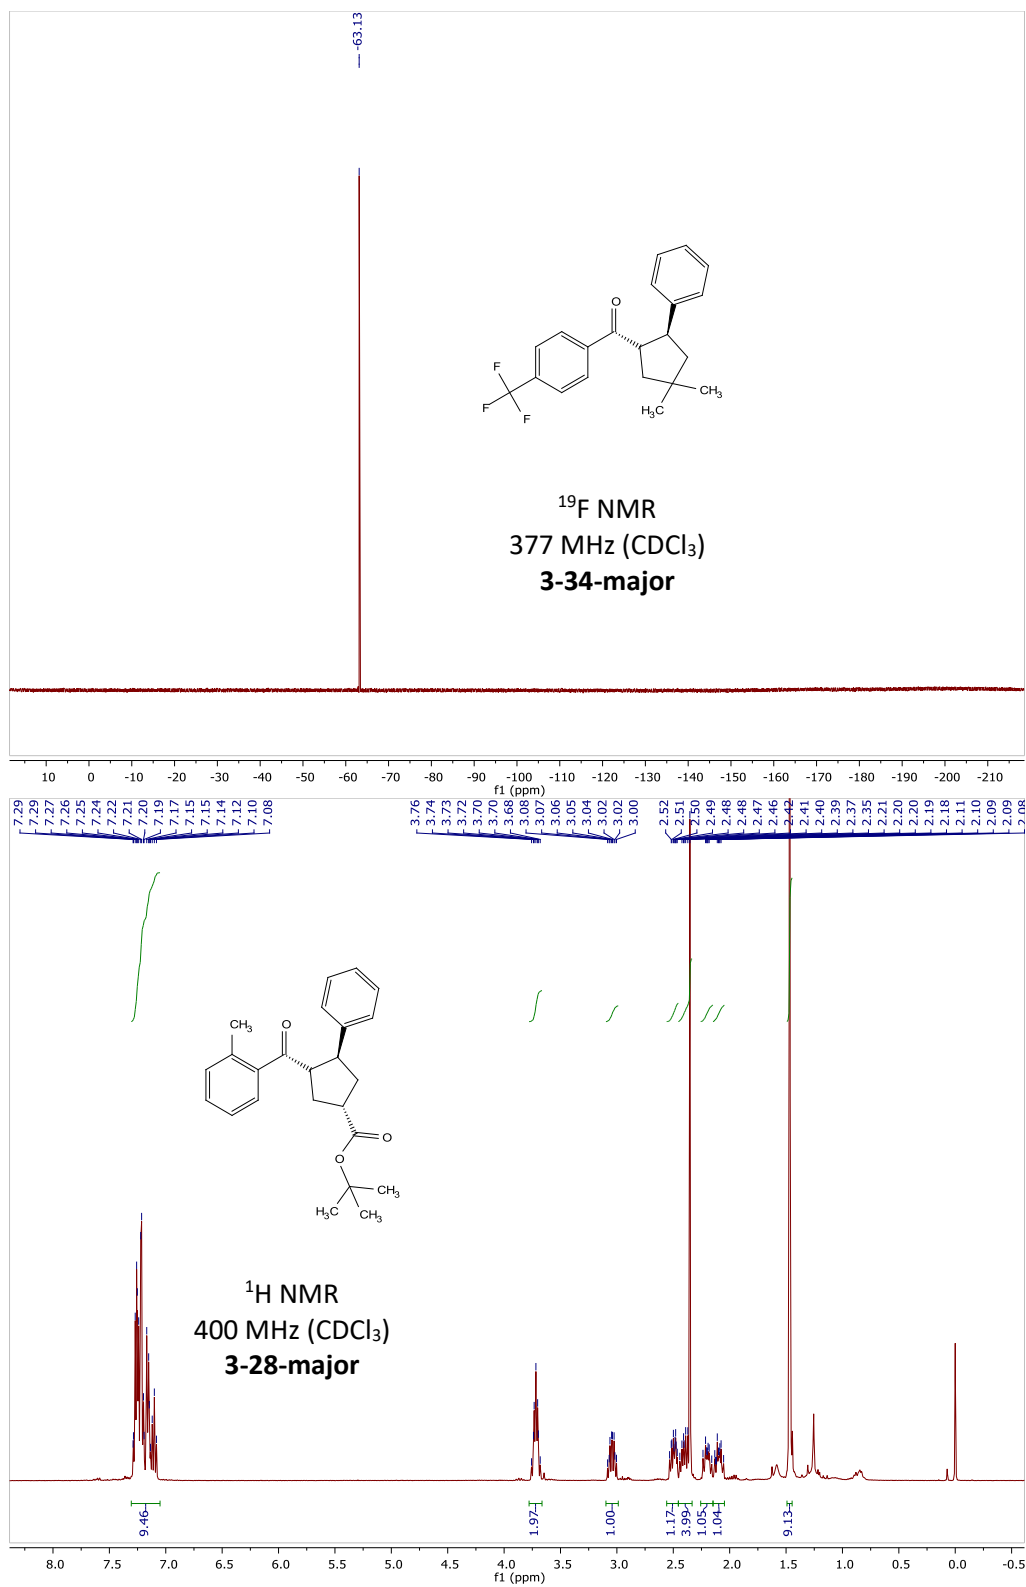 -63.13
O
F
F
F
H₃C
CH₃
¹⁹F NMR
377 MHz (CDCl₃)
3-34-major
10 0 -10 -20 -30 -40 -50 -60 -70 -80 -90 -100 -110 -120 -130 -140 -150 -160 -170 -180 -190 -200 -210
f1 (ppm)
7.29 7.29 7.27 7.26 7.25 7.24 7.22 7.21 7.20 7.19 7.17 7.15 7.15 7.14 7.12 7.10 7.08 3.76 3.74 3.73 3.72 3.70 3.70 3.68 3.08 3.07 3.06 3.05 3.04 3.02 3.02 3.00 2.52 2.51 2.50 2.49 2.48 2.48 2.47 2.46 2.42 2.41 2.40 2.39 2.37 2.35 2.21 2.20 2.20 2.19 2.18 2.11 2.10 2.09 2.09 2.08
CH₃
O
O
O
CH₃
H₃C
CH₃
¹H NMR
400 MHz (CDCl₃)
3-28-major
9.46 1.97 1.00 1.17 3.99 1.05 1.04 9.13
8.0 7.5 7.0 6.5 6.0 5.5 5.0 4.5 4.0 3.5 3.0 2.5 2.0 1.5 1.0 0.5 0.0 -0.5
f1 (ppm)